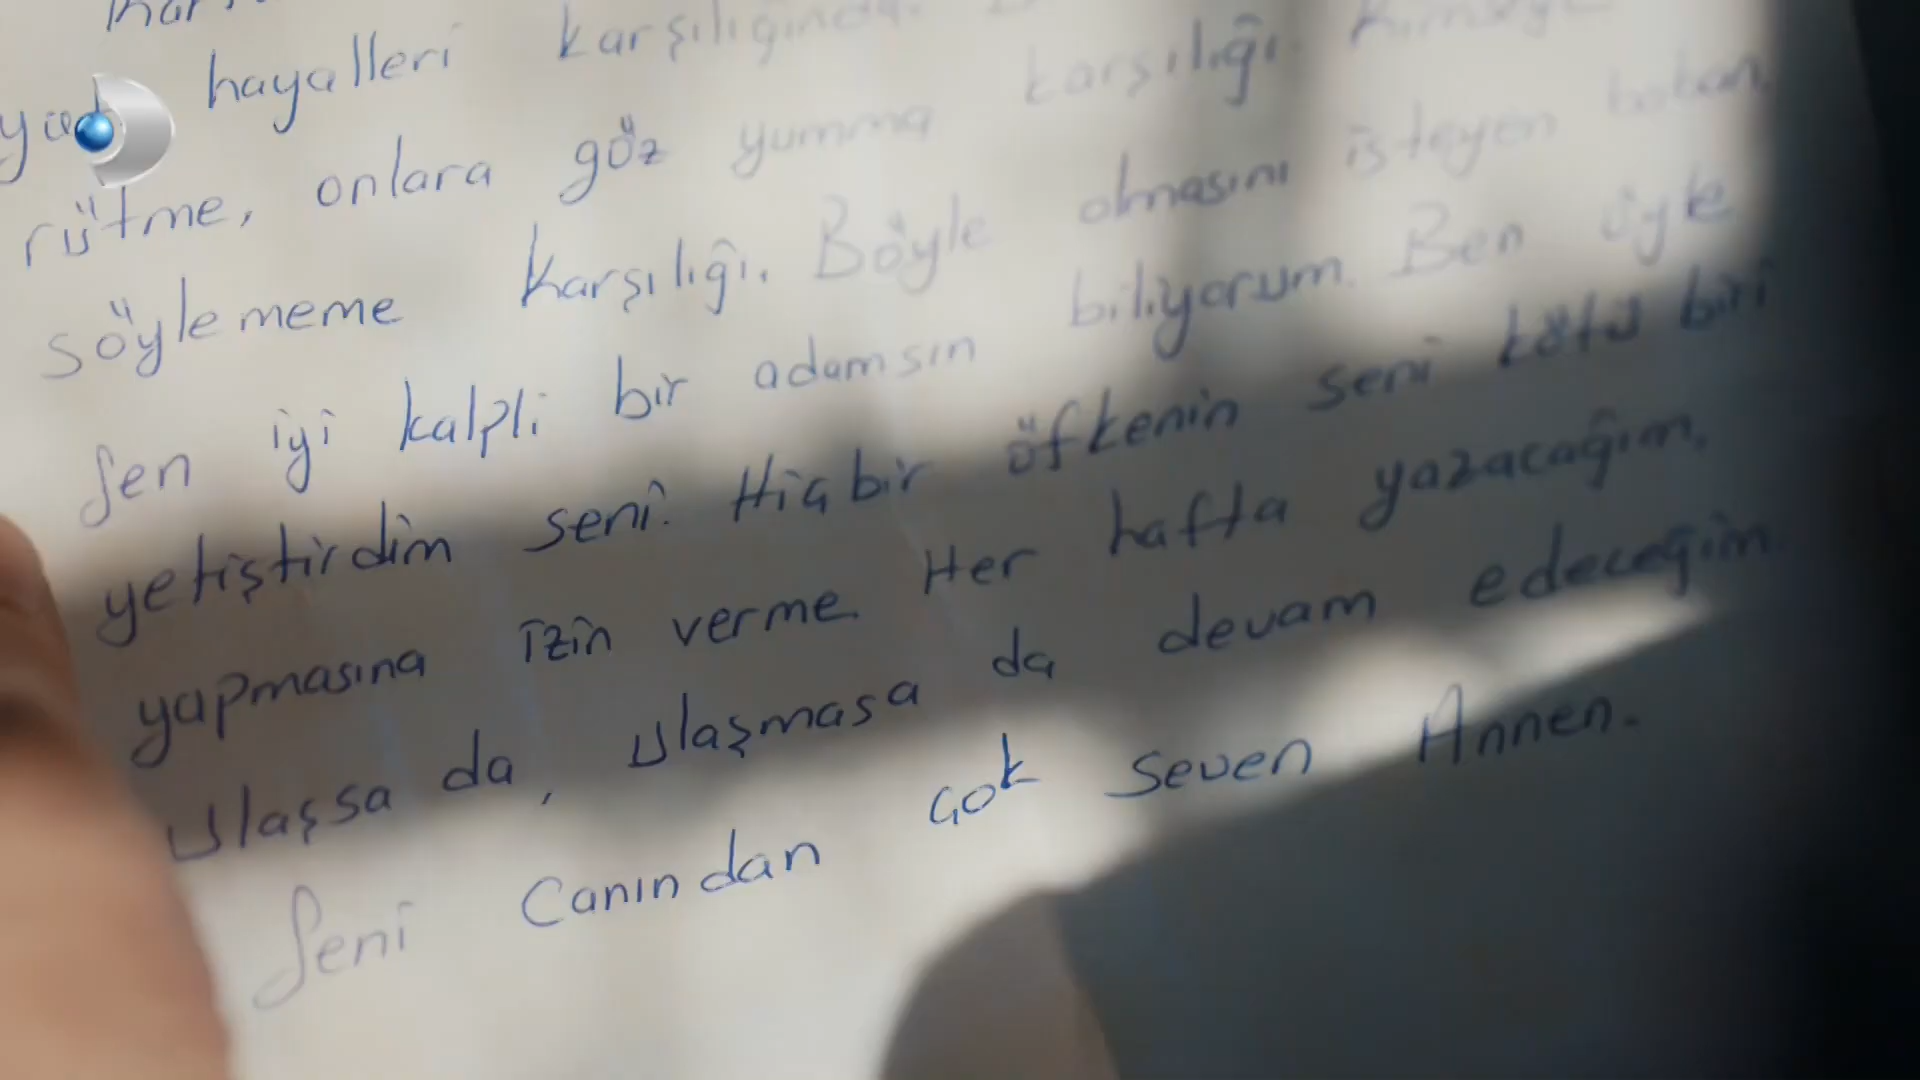 hayalleri karşılığında.
rütme, onlara göz yumma karşılığı.
söylememe karşılığı. Böyle olmasını isteyen
Sen iyi kalpli bir adamsın biliyorum. Ben öyle
yetiştirdim seni. Hiçbir öfkenin seni kötü biri
yapmasına izin verme. Her hafta yazacağım.
Ulaşsa da, ulaşmasa da devam edeceğim
Seni Canından çok seven Annen.